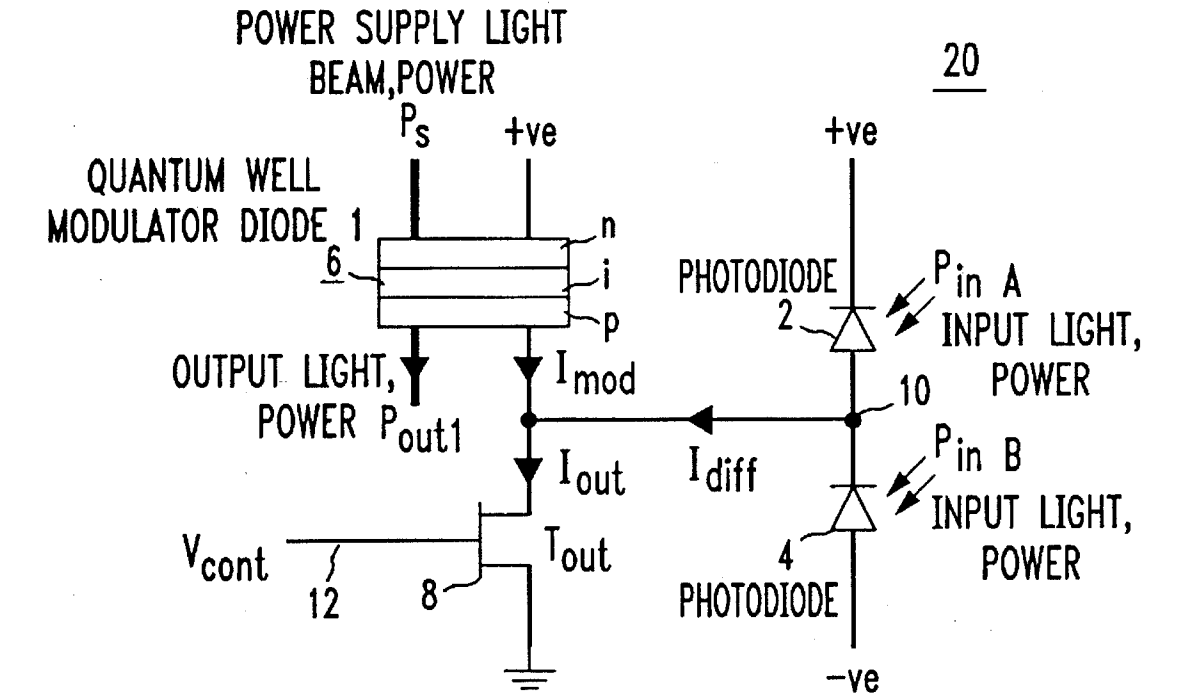 POWER SUPPLY LIGHT
BEAM,POWER
Ps
+ve
+ve
20
QUANTUM WELL
MODULATOR DIODE 1
6
n
i
p
PHOTODIODE
2
Pin A
INPUT LIGHT,
POWER
OUTPUT LIGHT,
POWER Pout1
Imod
10
Iout
Idiff
Pin B
INPUT LIGHT,
POWER
Vcont
12
8
Tout
4
PHOTODIODE
-ve